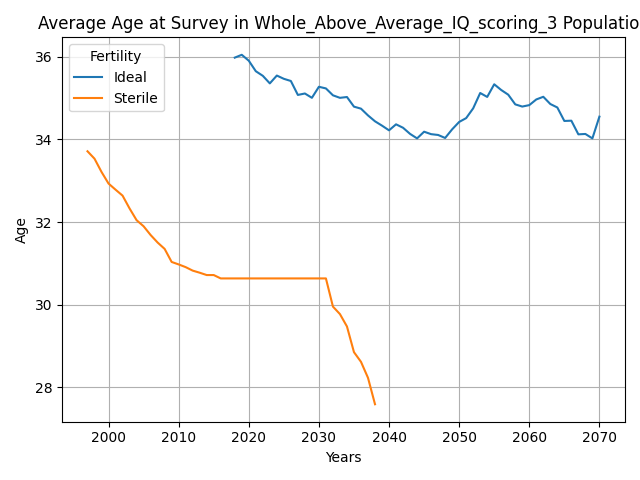 Average Age at Survey in Whole_Above_Average_IQ_scoring_3 Populatio
Fertility
Ideal
Sterile
36
34
32
30
28
Age
2000 2010 2020 2030 2040 2050 2060 2070
Years